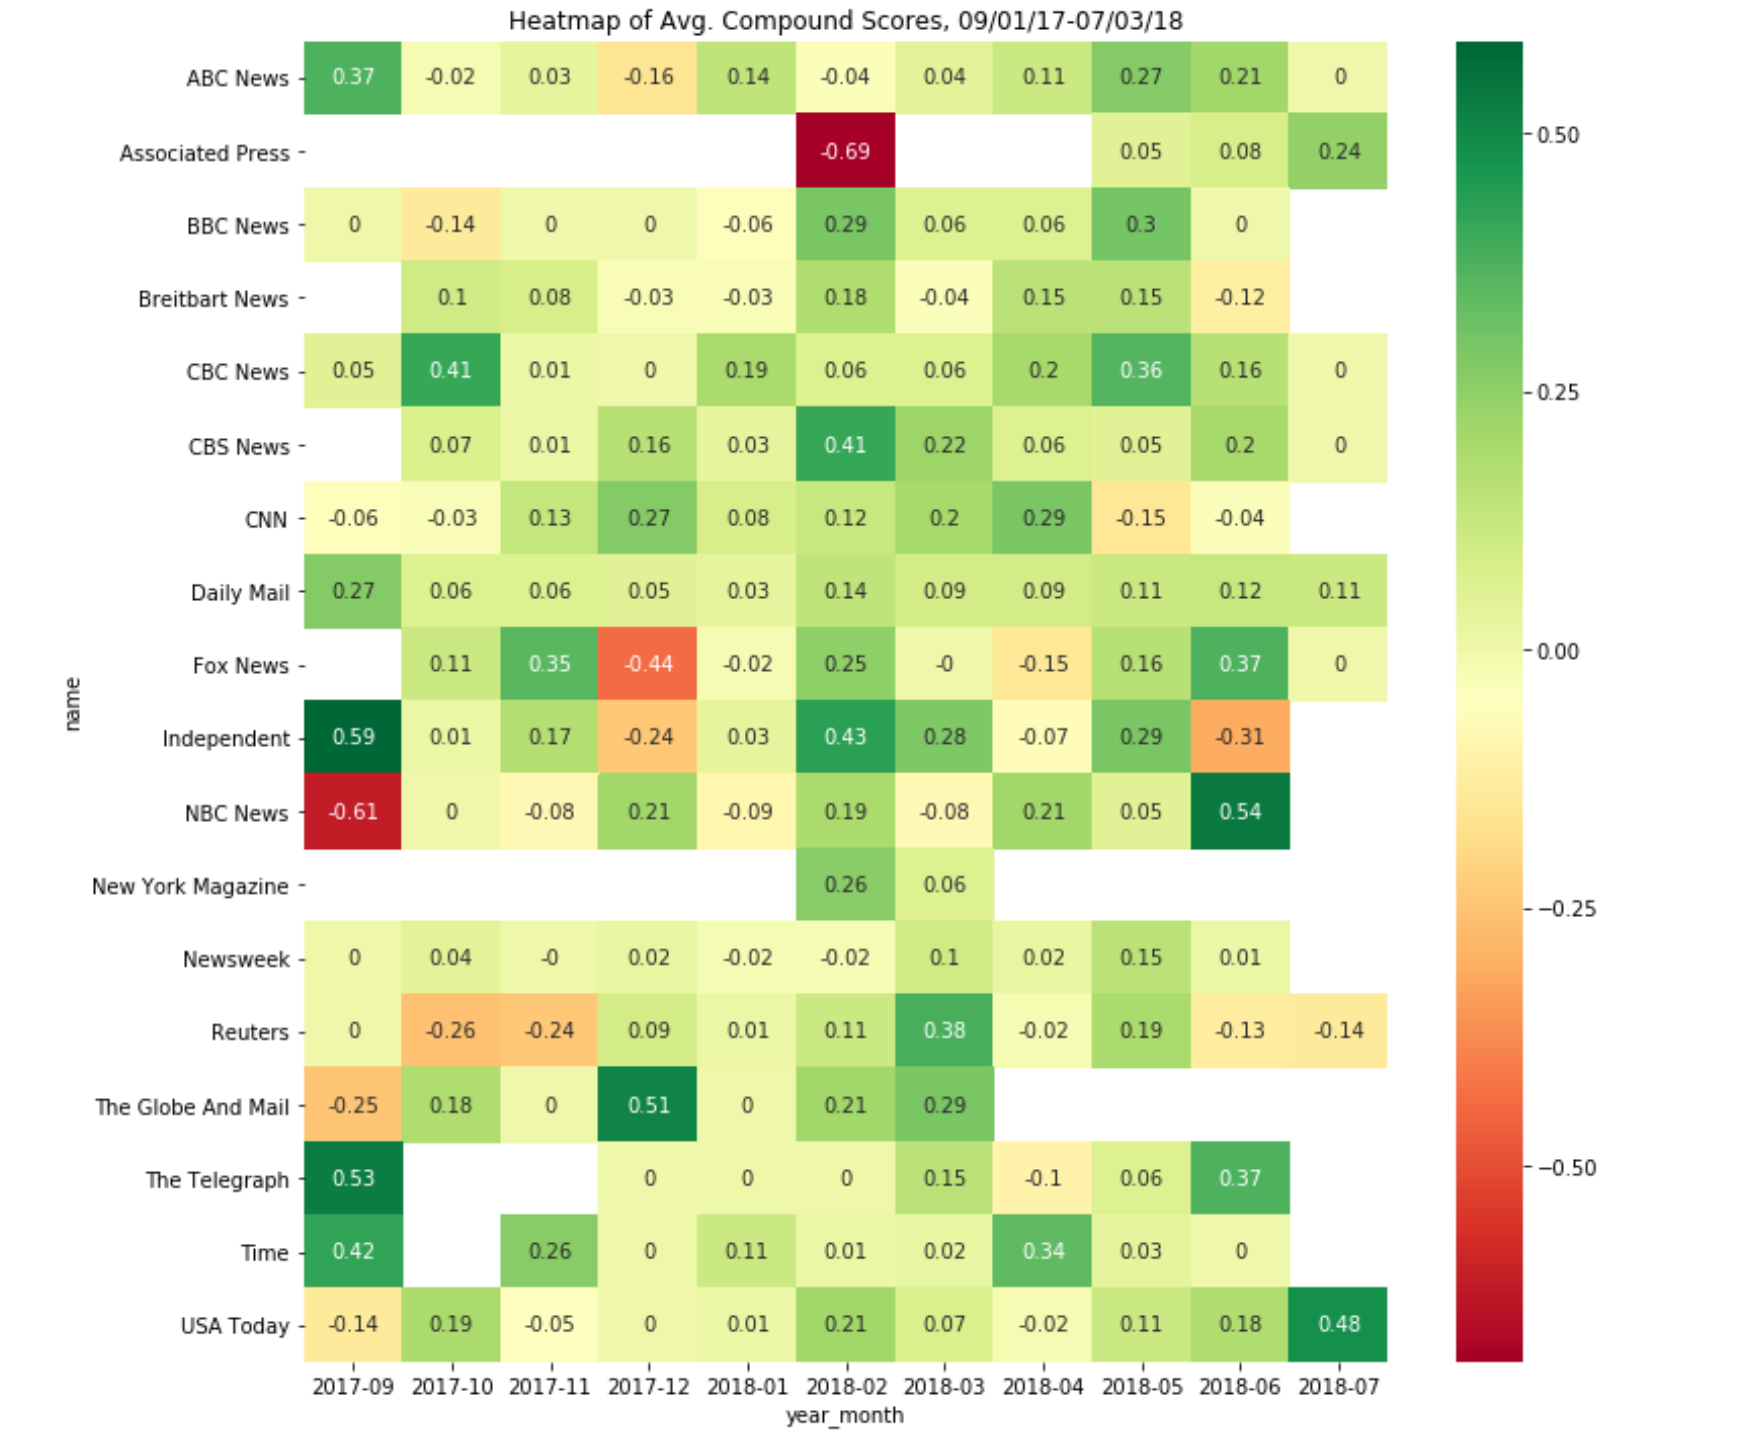 Heatmap of Avg. Compound Scores, 09/01/17-07/03/18
ABC News 0.37 -0.02 0.03 -0.16 0.14 -0.04 0.04 0.11 0.27 0.21 0
Associated Press -0.69 0.05 0.08 0.24
BBC News 0 -0.14 0 0 -0.06 0.29 0.06 0.06 0.3 0
Breitbart News 0.1 0.08 -0.03 -0.03 0.18 -0.04 0.15 0.15 -0.12
CBC News 0.05 0.41 0.01 0 0.19 0.06 0.06 0.2 0.36 0.16 0
CBS News 0.07 0.01 0.16 0.03 0.41 0.22 0.06 0.05 0.2 0
CNN -0.06 -0.03 0.13 0.27 0.08 0.12 0.2 0.29 -0.15 -0.04
Daily Mail 0.27 0.06 0.06 0.05 0.03 0.14 0.09 0.09 0.11 0.12 0.11
Fox News 0.11 0.35 -0.44 -0.02 0.25 -0 -0.15 0.16 0.37 0
Independent 0.59 0.01 0.17 -0.24 0.03 0.43 0.28 -0.07 0.29 -0.31
NBC News -0.61 0 -0.08 0.21 -0.09 0.19 -0.08 0.21 0.05 0.54
New York Magazine 0.26 0.06
Newsweek 0 0.04 -0 0.02 -0.02 -0.02 0.1 0.02 0.15 0.01
Reuters 0 -0.26 -0.24 0.09 0.01 0.11 0.38 -0.02 0.19 -0.13 -0.14
The Globe And Mail -0.25 0.18 0 0.51 0 0.21 0.29
The Telegraph 0.53 0 0 0 0.15 -0.1 0.06 0.37
Time 0.42 0.26 0 0.11 0.01 0.02 0.34 0.03 0
USA Today -0.14 0.19 -0.05 0 0.01 0.21 0.07 -0.02 0.11 0.18 0.48
2017-09 2017-10 2017-11 2017-12 2018-01 2018-02 2018-03 2018-04 2018-05 2018-06 2018-07
year_month
name
0.50
0.25
0.00
−0.25
−0.50